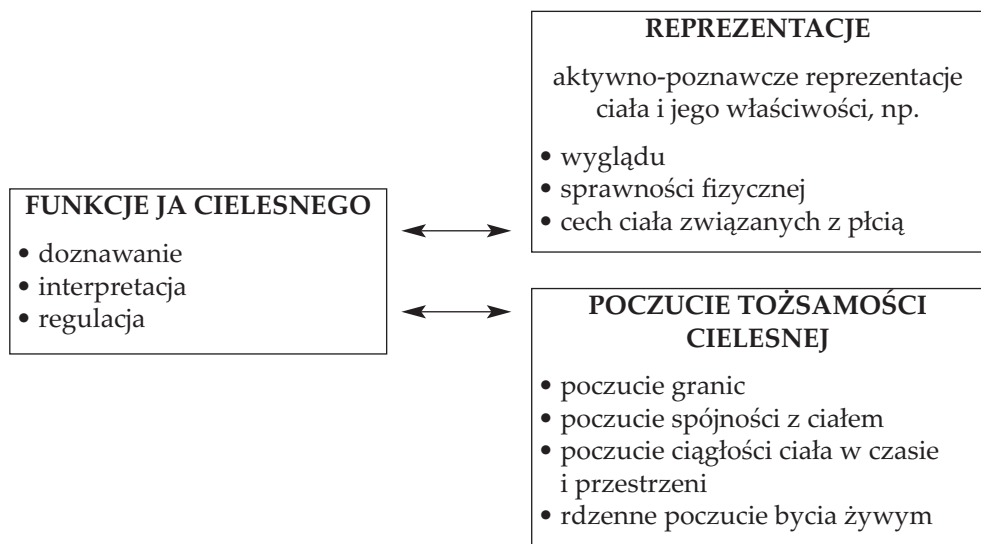 REPREZENTACJE
aktywno-poznawcze reprezentacje
ciała i jego właściwości, np.
• wyglądu
• sprawności fizycznej
• cech ciała związanych z płcią
FUNKCJE JA CIELESNEGO
• doznawanie
• interpretacja
• regulacja
POCZUCIE TOŻSAMOŚCI
CIELESNEJ
• poczucie granic
• poczucie spójności z ciałem
• poczucie ciągłości ciała w czasie
i przestrzeni
• rdzenne poczucie bycia żywym